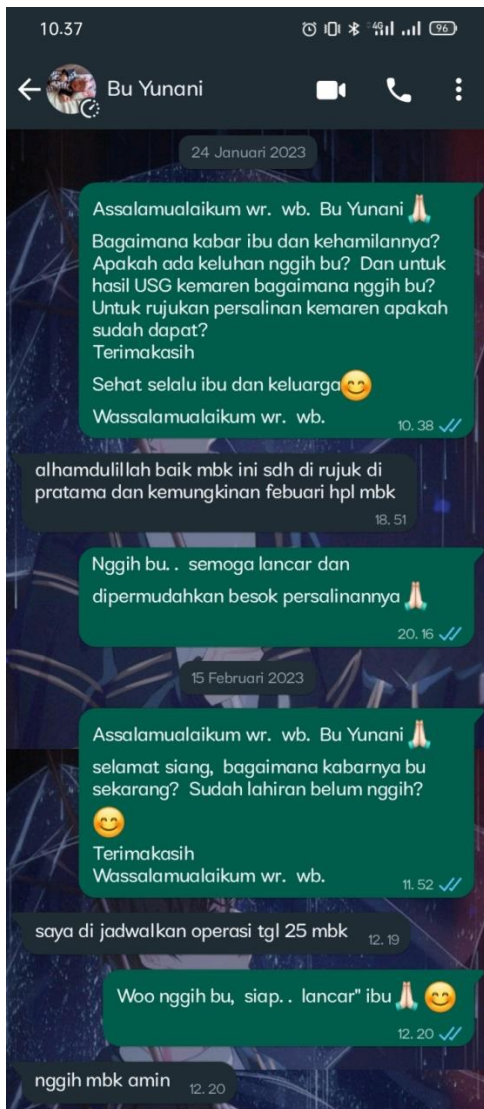 10.37
4G 96
Bu Yunani
24 Januari 2023
Assalamualaikum wr. wb. Bu Yunani🙏🏻
Bagaimana kabar ibu dan kehamilannya?
Apakah ada keluhan nggih bu? Dan untuk
hasil USG kemaren bagaimana nggih bu?
Untuk rujukan persalinan kemaren apakah
sudah dapat?
Terimakasih
Sehat selalu ibu dan keluarga😊
Wassalamualaikum wr. wb.
10.38
alhamdulillah baik mbk ini sdh di rujuk di
pratama dan kemungkinan febuari hpl mbk
18.51
Nggih bu.. semoga lancar dan
dipermudahkan besok persalinannya🙏🏻
20.16
15 Februari 2023
Assalamualaikum wr. wb. Bu Yunani🙏🏻
selamat siang, bagaimana kabarnya bu
sekarang? Sudah lahiran belum nggih?
😊
Terimakasih
Wassalamualaikum wr. wb.
11.52
saya di jadwalkan operasi tgl 25 mbk
12.19
Woo nggih bu, siap.. lancar" ibu🙏🏻😊
12.20
nggih mbk amin
12.20